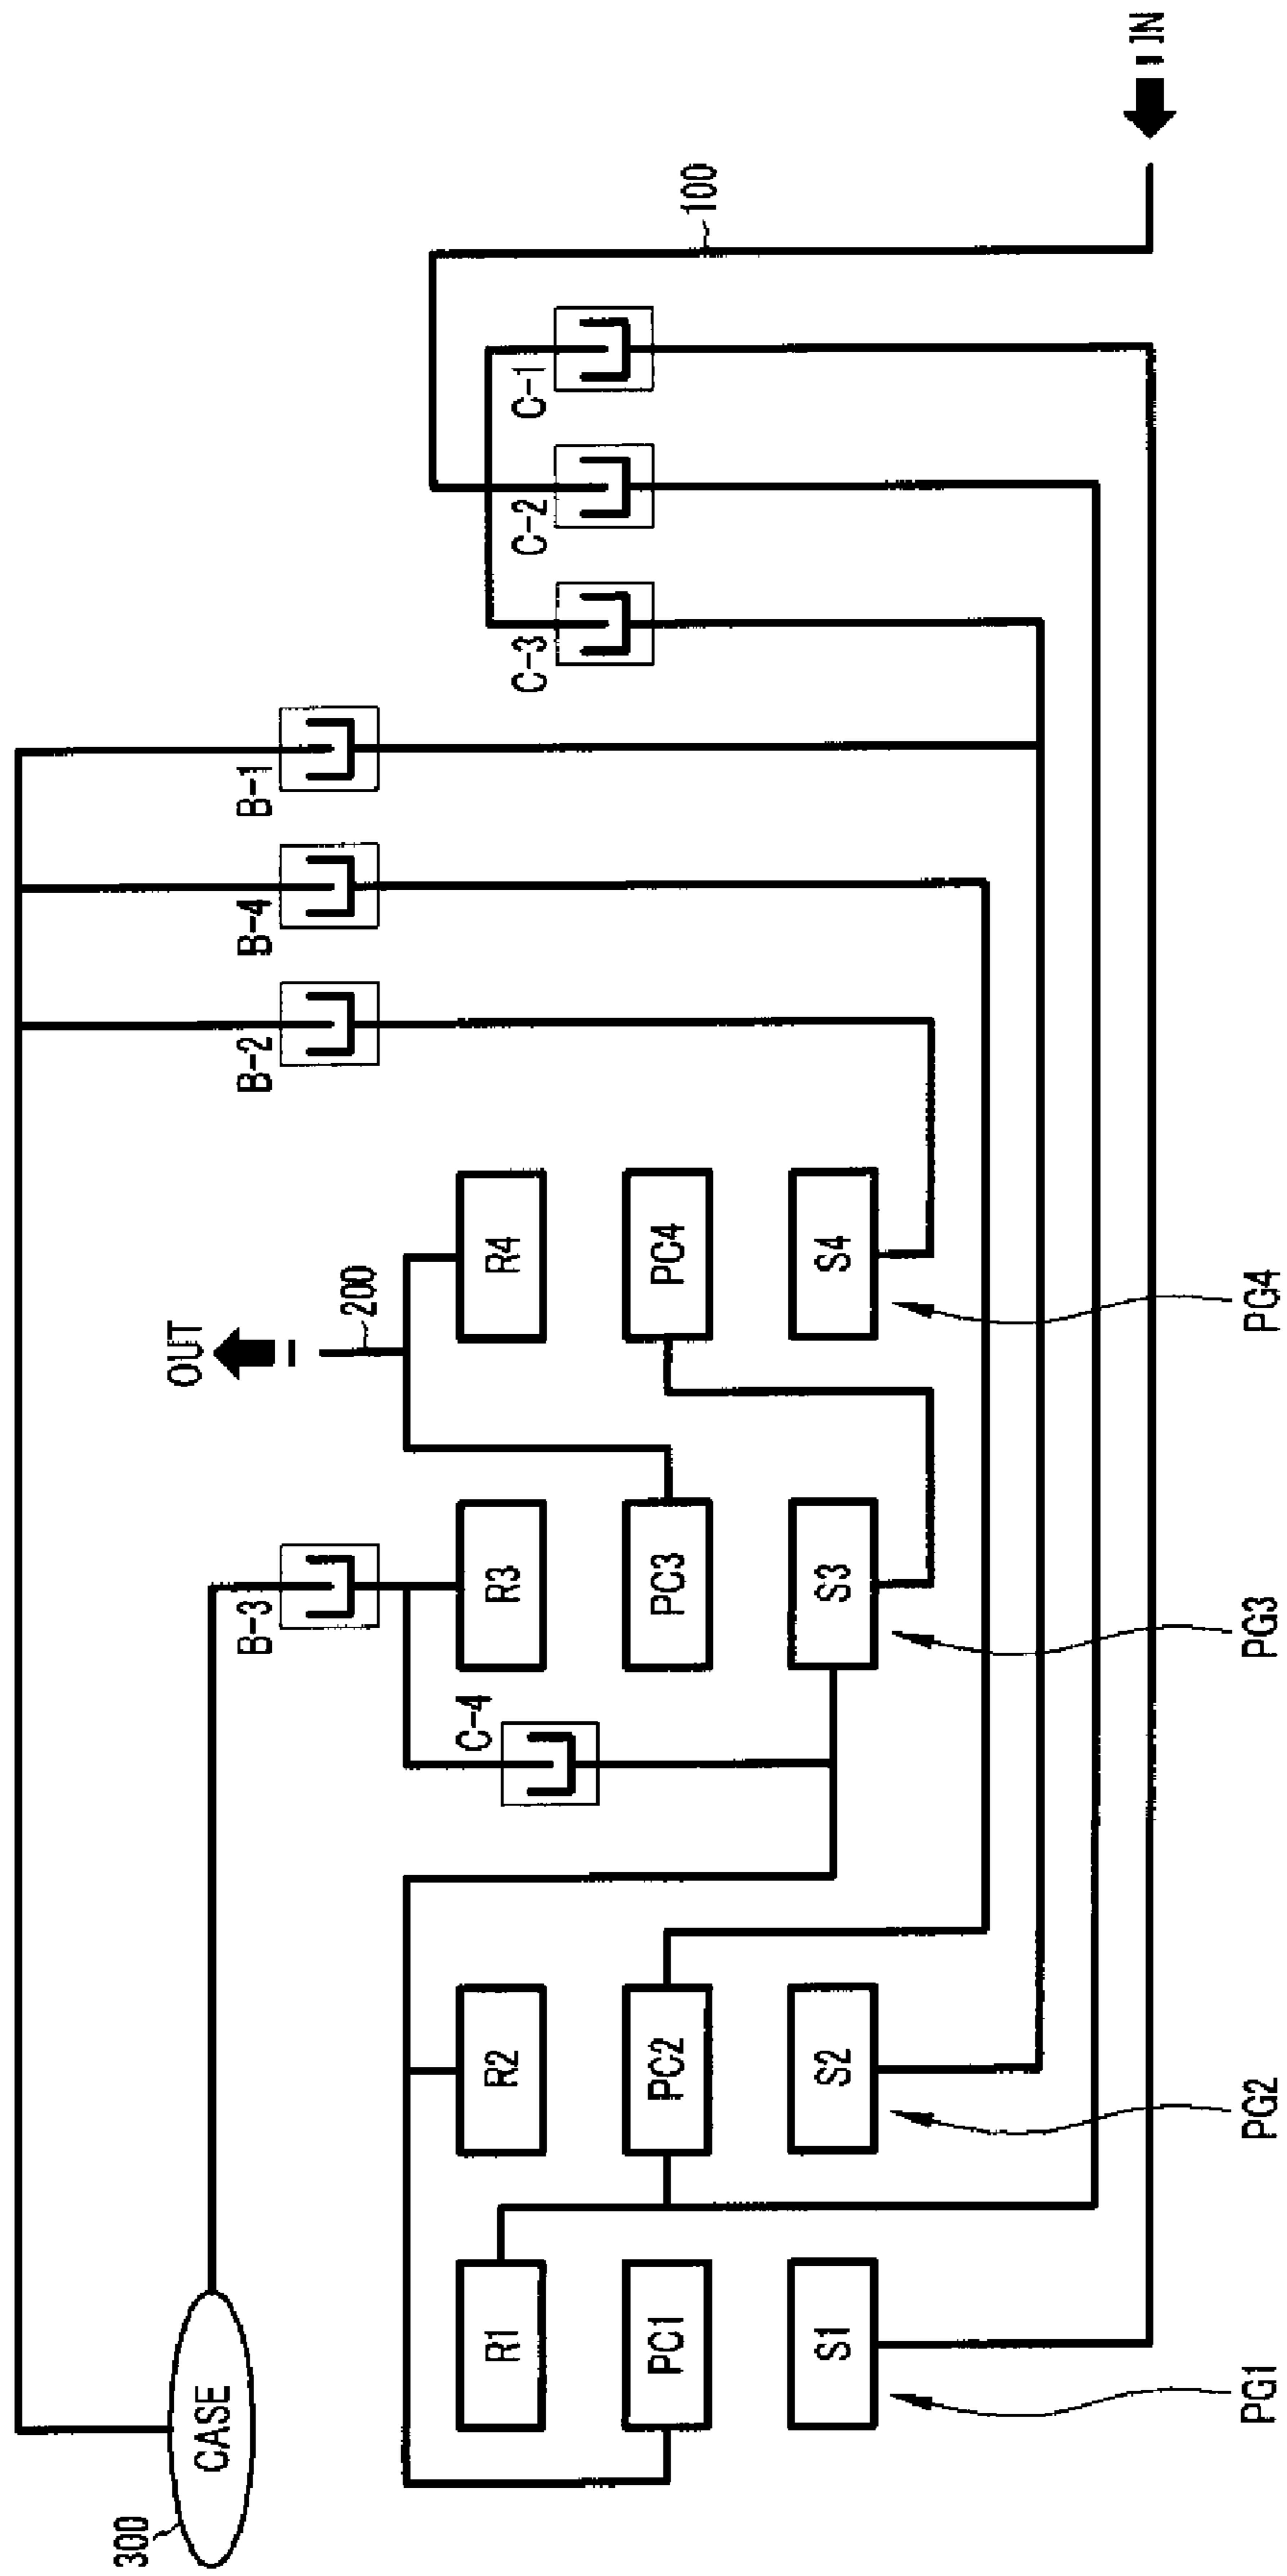 300
CASE
OUT
200
B-3
B-2
B-4
B-1
C-4
C-3
C-2
C-1
100
IN
R1
R2
R3
R4
PC1
PC2
PC3
PC4
S1
S2
S3
S4
PG1
PG2
PG3
PG4